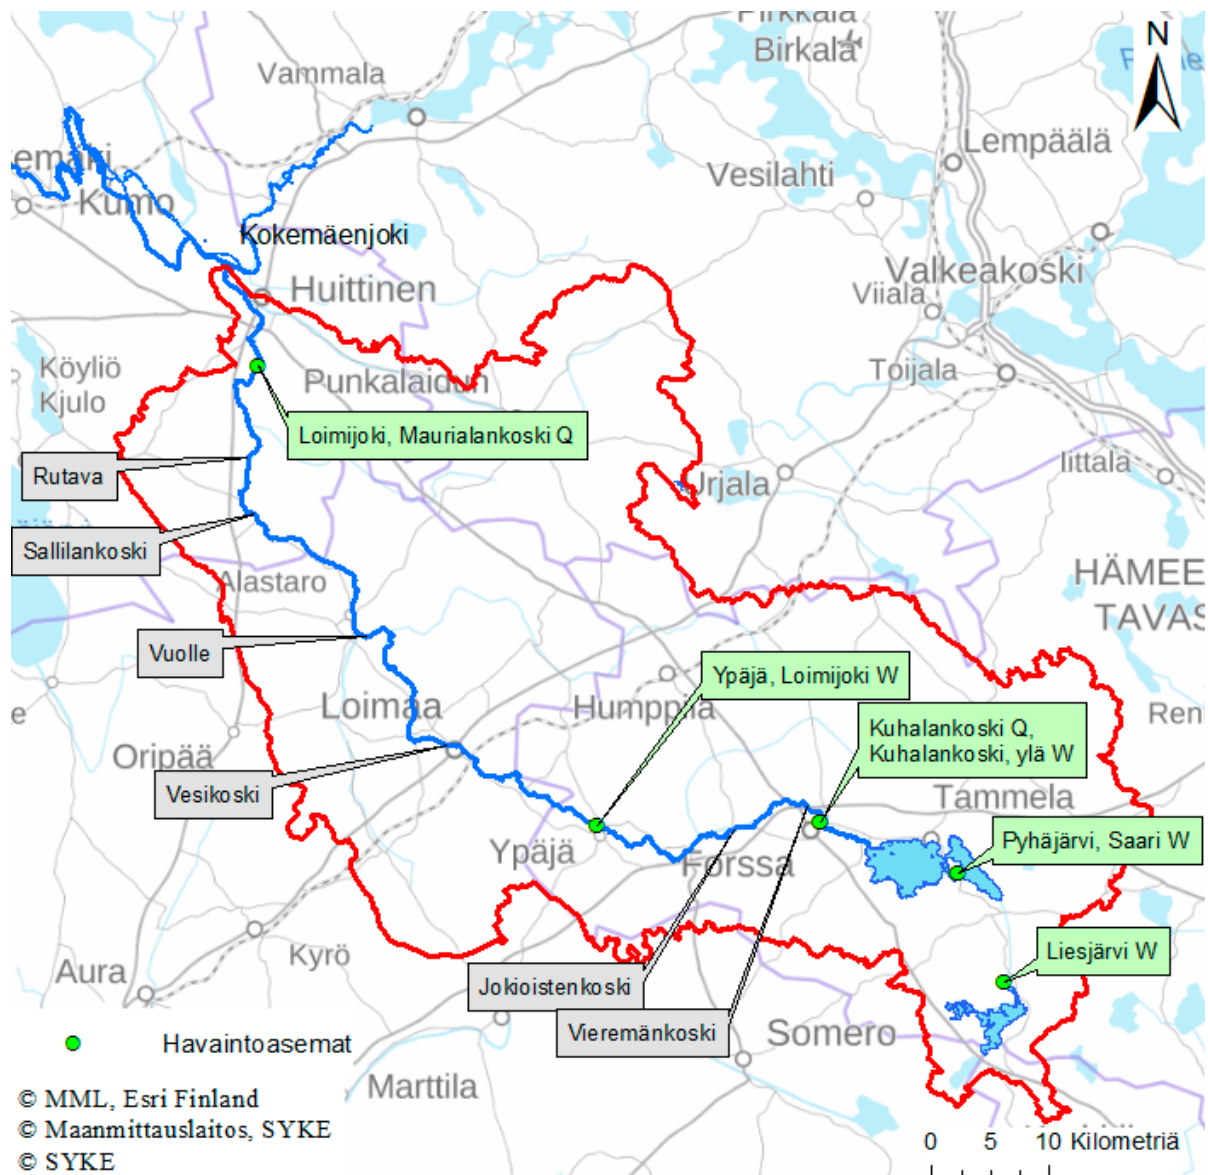 Pirkkala
Birkala
N
Vammala
Lempäälä
Vesilahti
emäki
Kumo
Kokemäenjoki
Valkeakoski
Huittinen
Viiala
Köyliö
Kjulo
Punkalaidun
Toijala
Loimijoki, Maurialankoski Q
Iittala
Rutava
Urjala
Sallilankoski
Alastaro
HÄMEE
TAVAS
Vuolle
Ypäjä, Loimijoki W
Loimaa
Humppila
e
Kuhalankoski Q,
Kuhalankoski, ylä W
Ren
Oripää
Vesikoski
Tammela
Ypäjä
Forssa
Pyhäjärvi, Saari W
Kyrö
Liesjärvi W
Aura
Jokioistenkoski
Vieremänkoski
Somero
Havaintoasemat
Marttila
© MML, Esri Finland
© Maanmittauslaitos, SYKE
© SYKE
0 5 10 Kilometriä